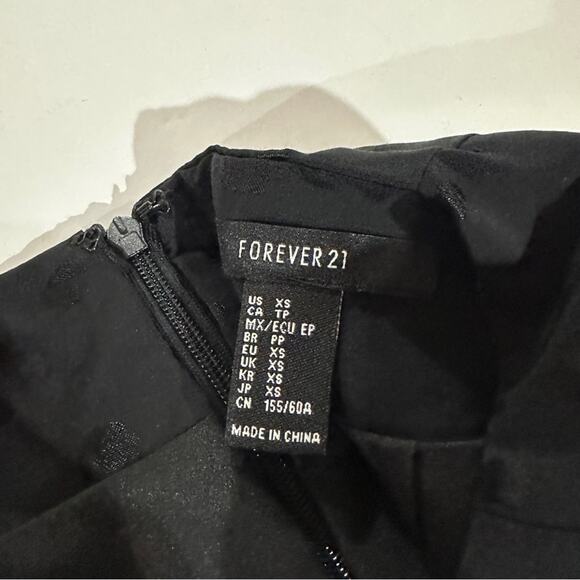 FOREVER 21
US XS
CA TP
MX/ECU EP
BR PP
EU XS
UK XS
KR XS
JP XS
CN 155/60A
MADE IN CHINA